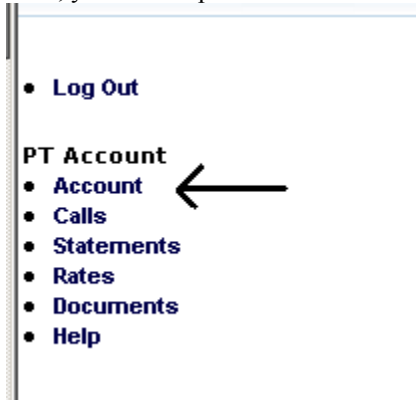 Log Out
PT Account
Account
Calls
Statements
Rates
Documents
Help